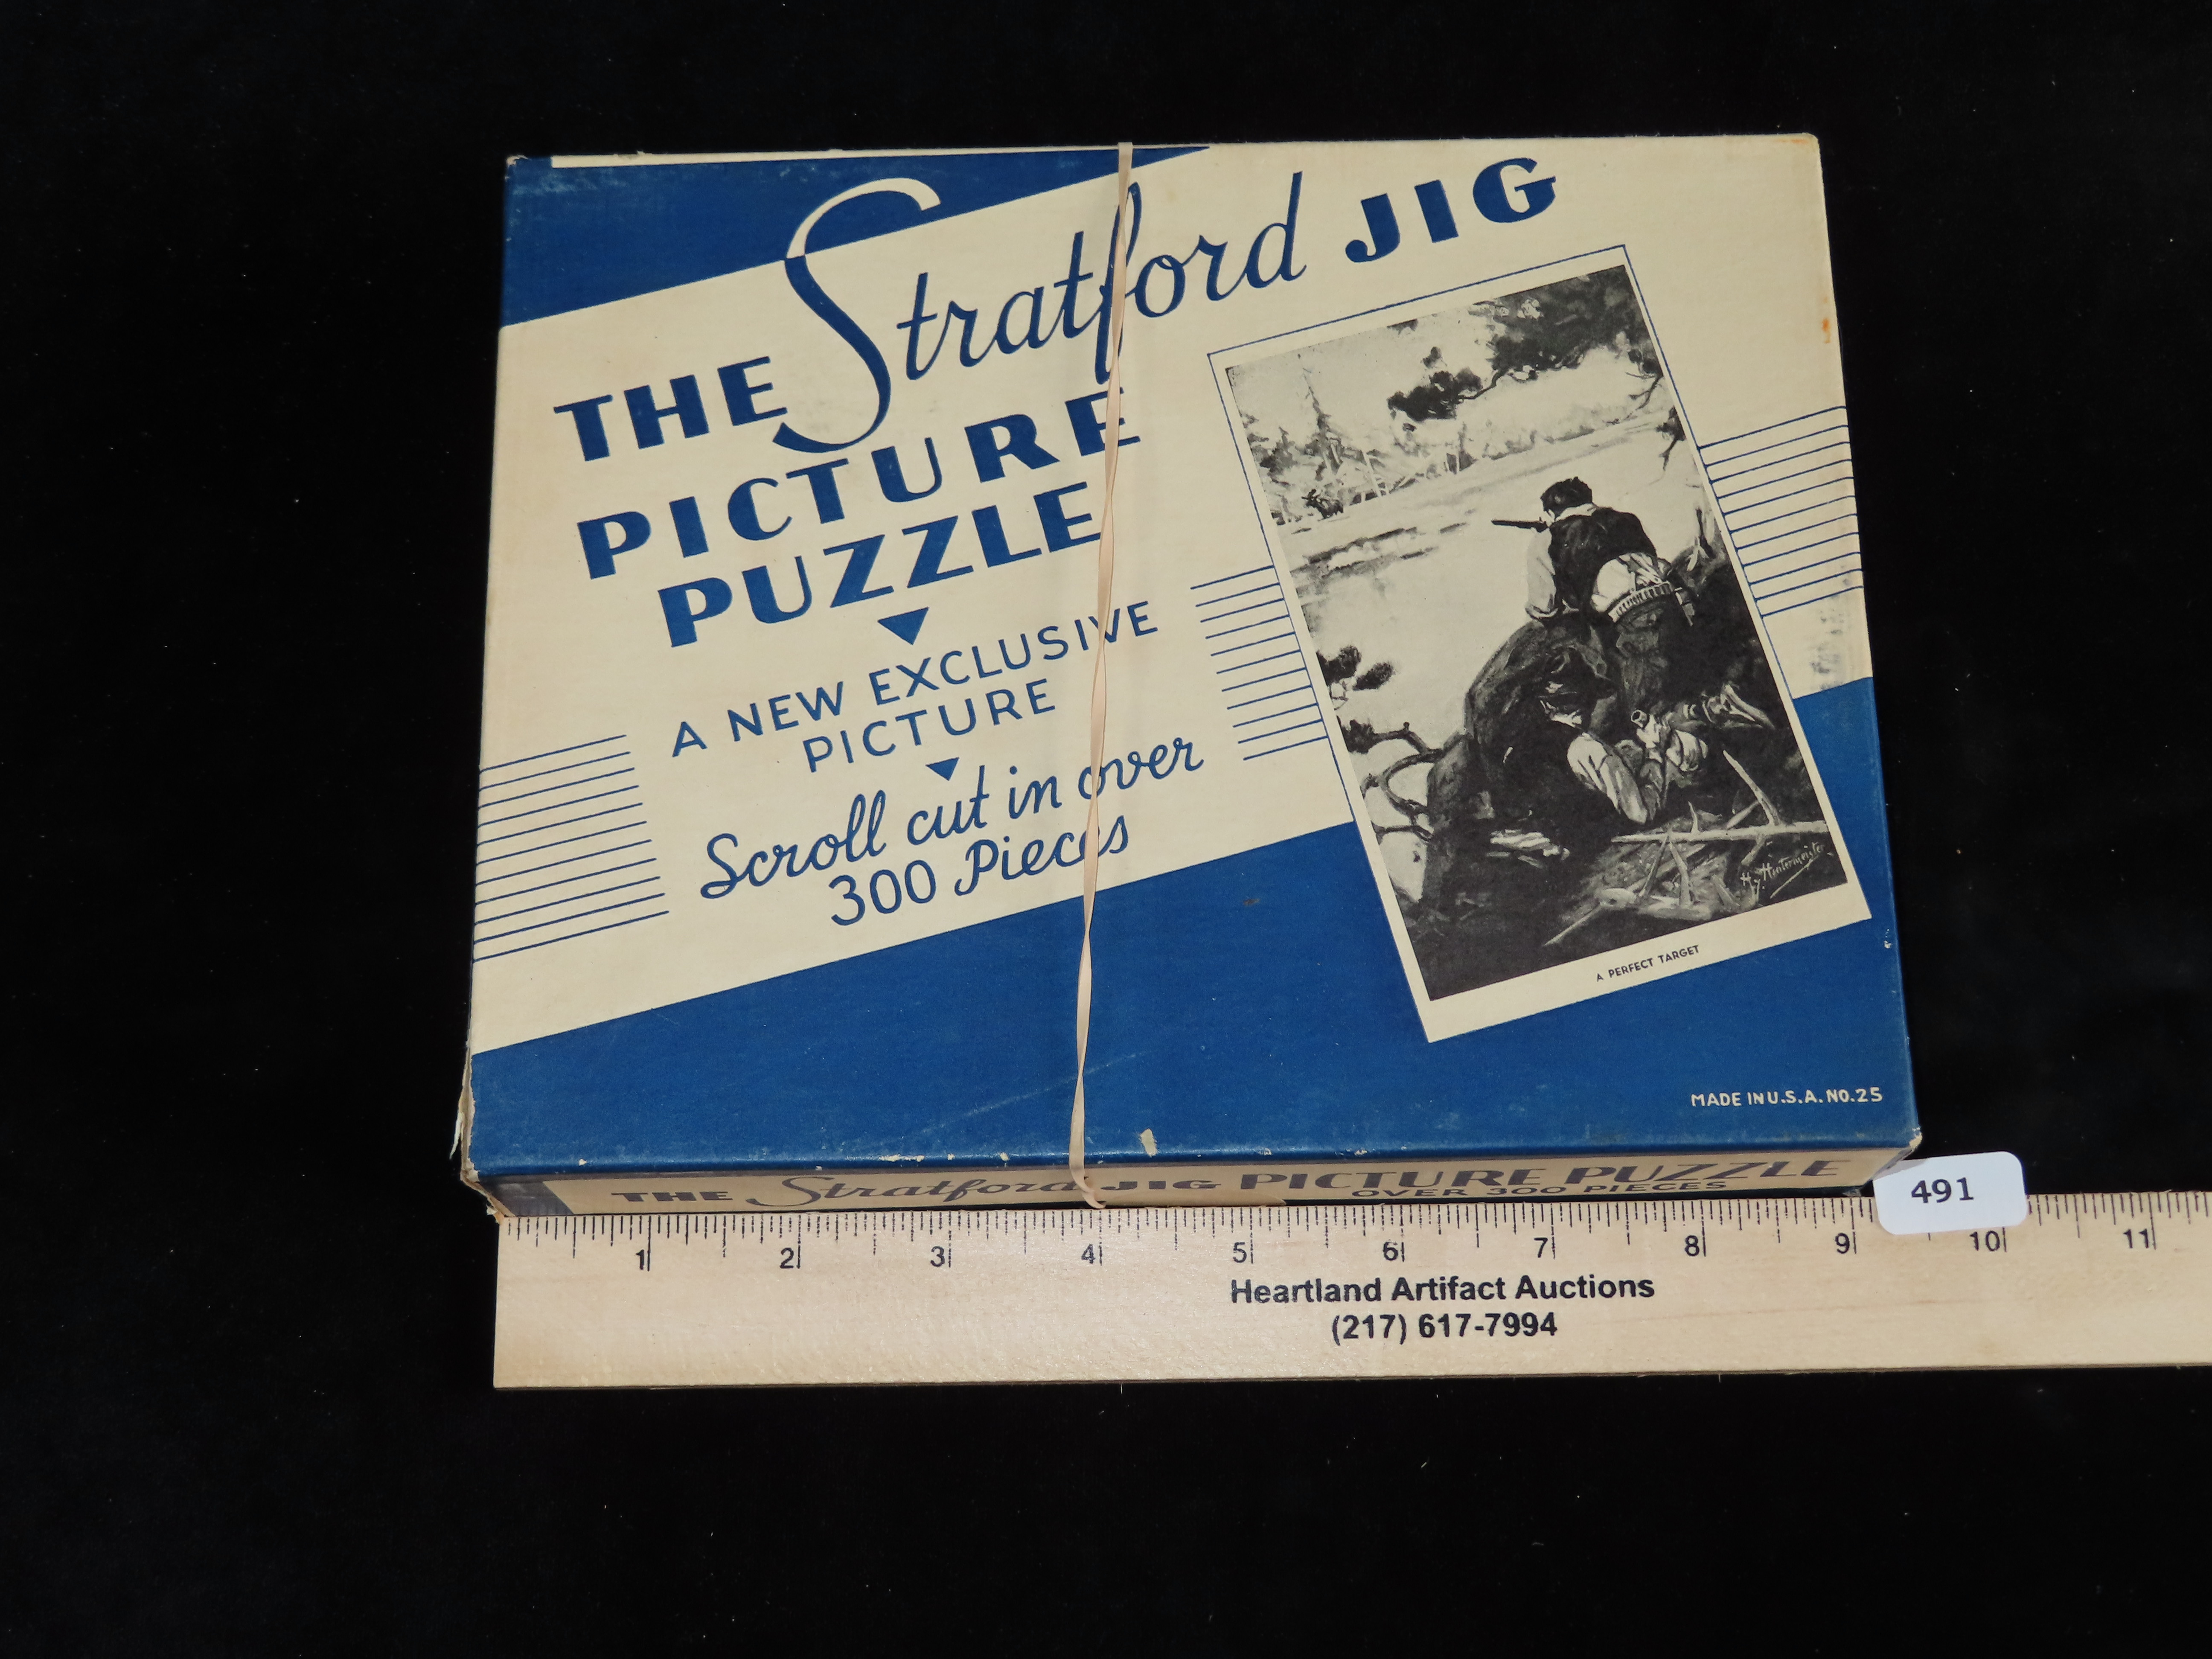 THE Stratford JIG
PICTURE
PUZZLE
A NEW EXCLUSIVE
PICTURE
Scroll cut in over
300 Pieces
Hy Hintermeister
A PERFECT TARGET
MADE IN U.S.A. NO.25
THE Stratford JIG PICTURE PUZZLE
OVER 300 PIECES
491
1 2 3 4 5 6 7 8 9 10 11
Heartland Artifact Auctions
(217) 617-7994